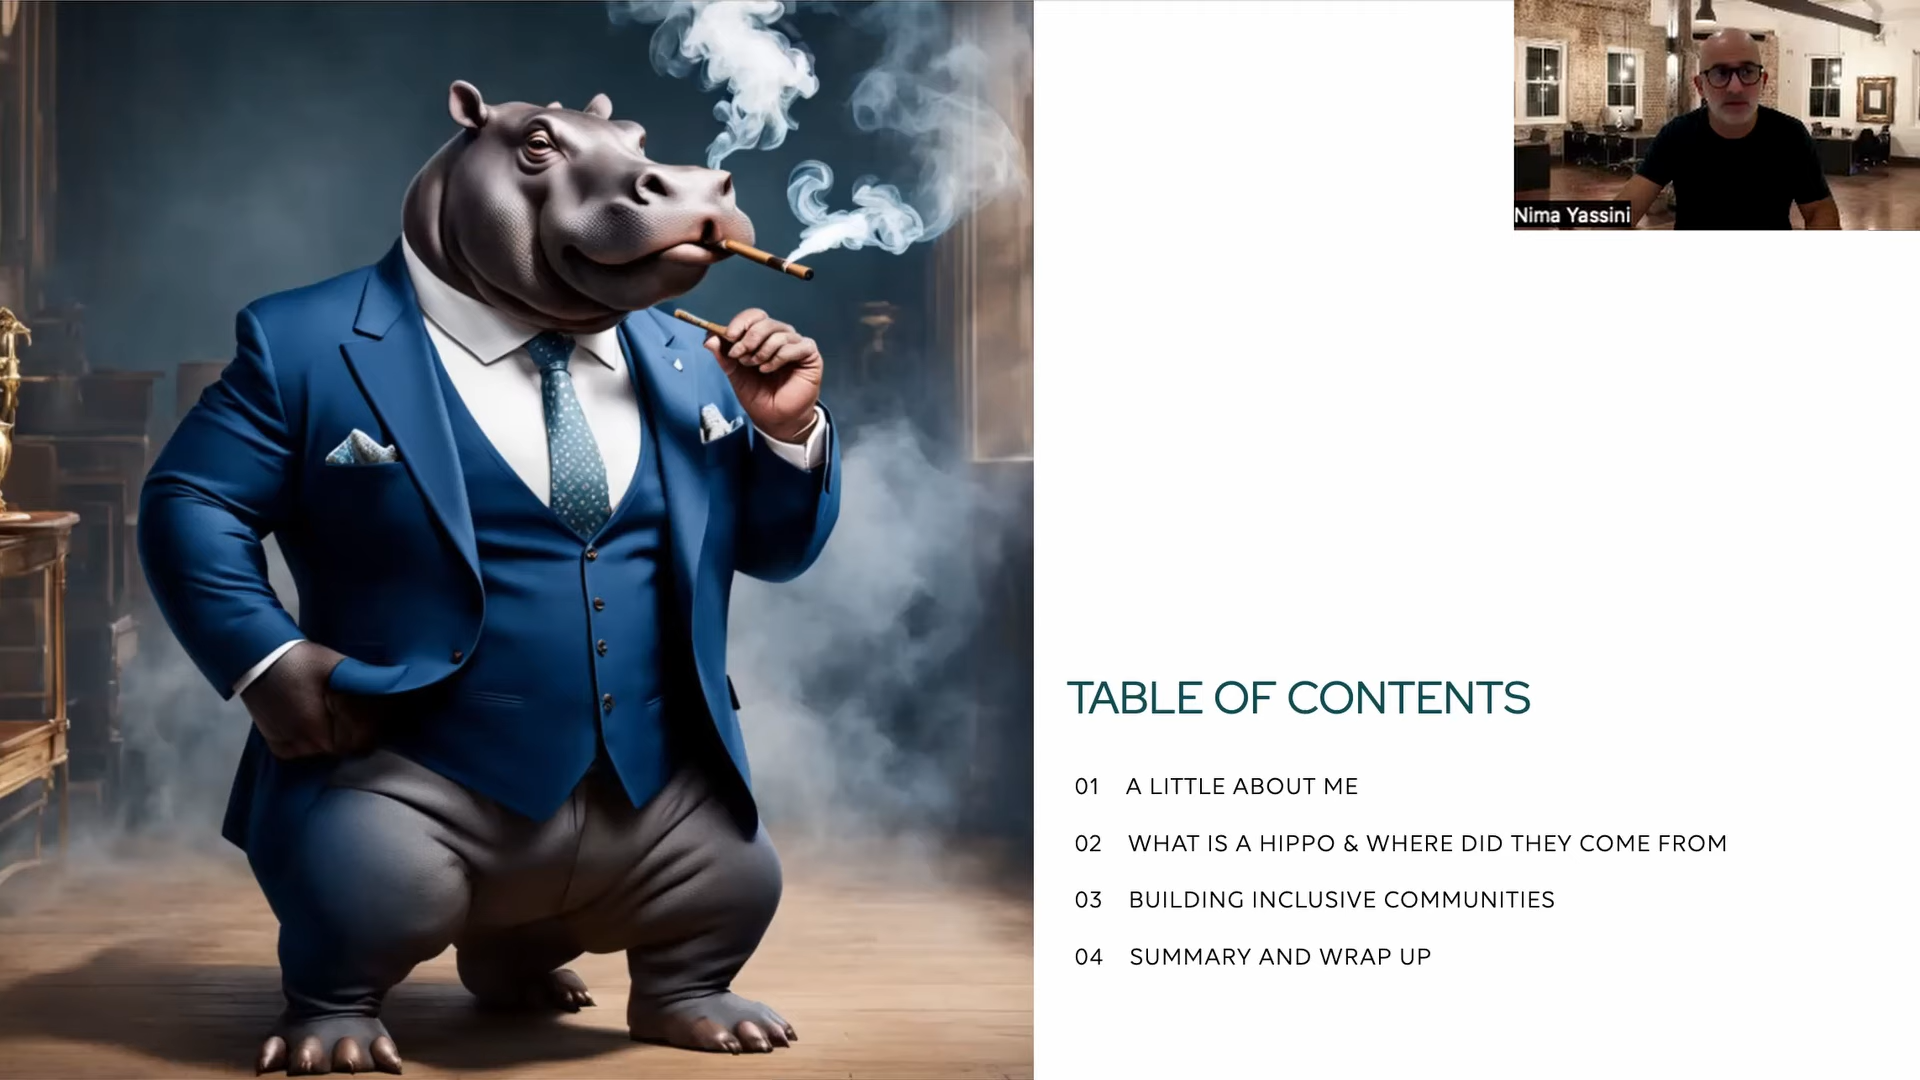 Nima Yassini
TABLE OF CONTENTS
01 A LITTLE ABOUT ME
02 WHAT IS A HIPPO & WHERE DID THEY COME FROM
03 BUILDING INCLUSIVE COMMUNITIES
04 SUMMARY AND WRAP UP